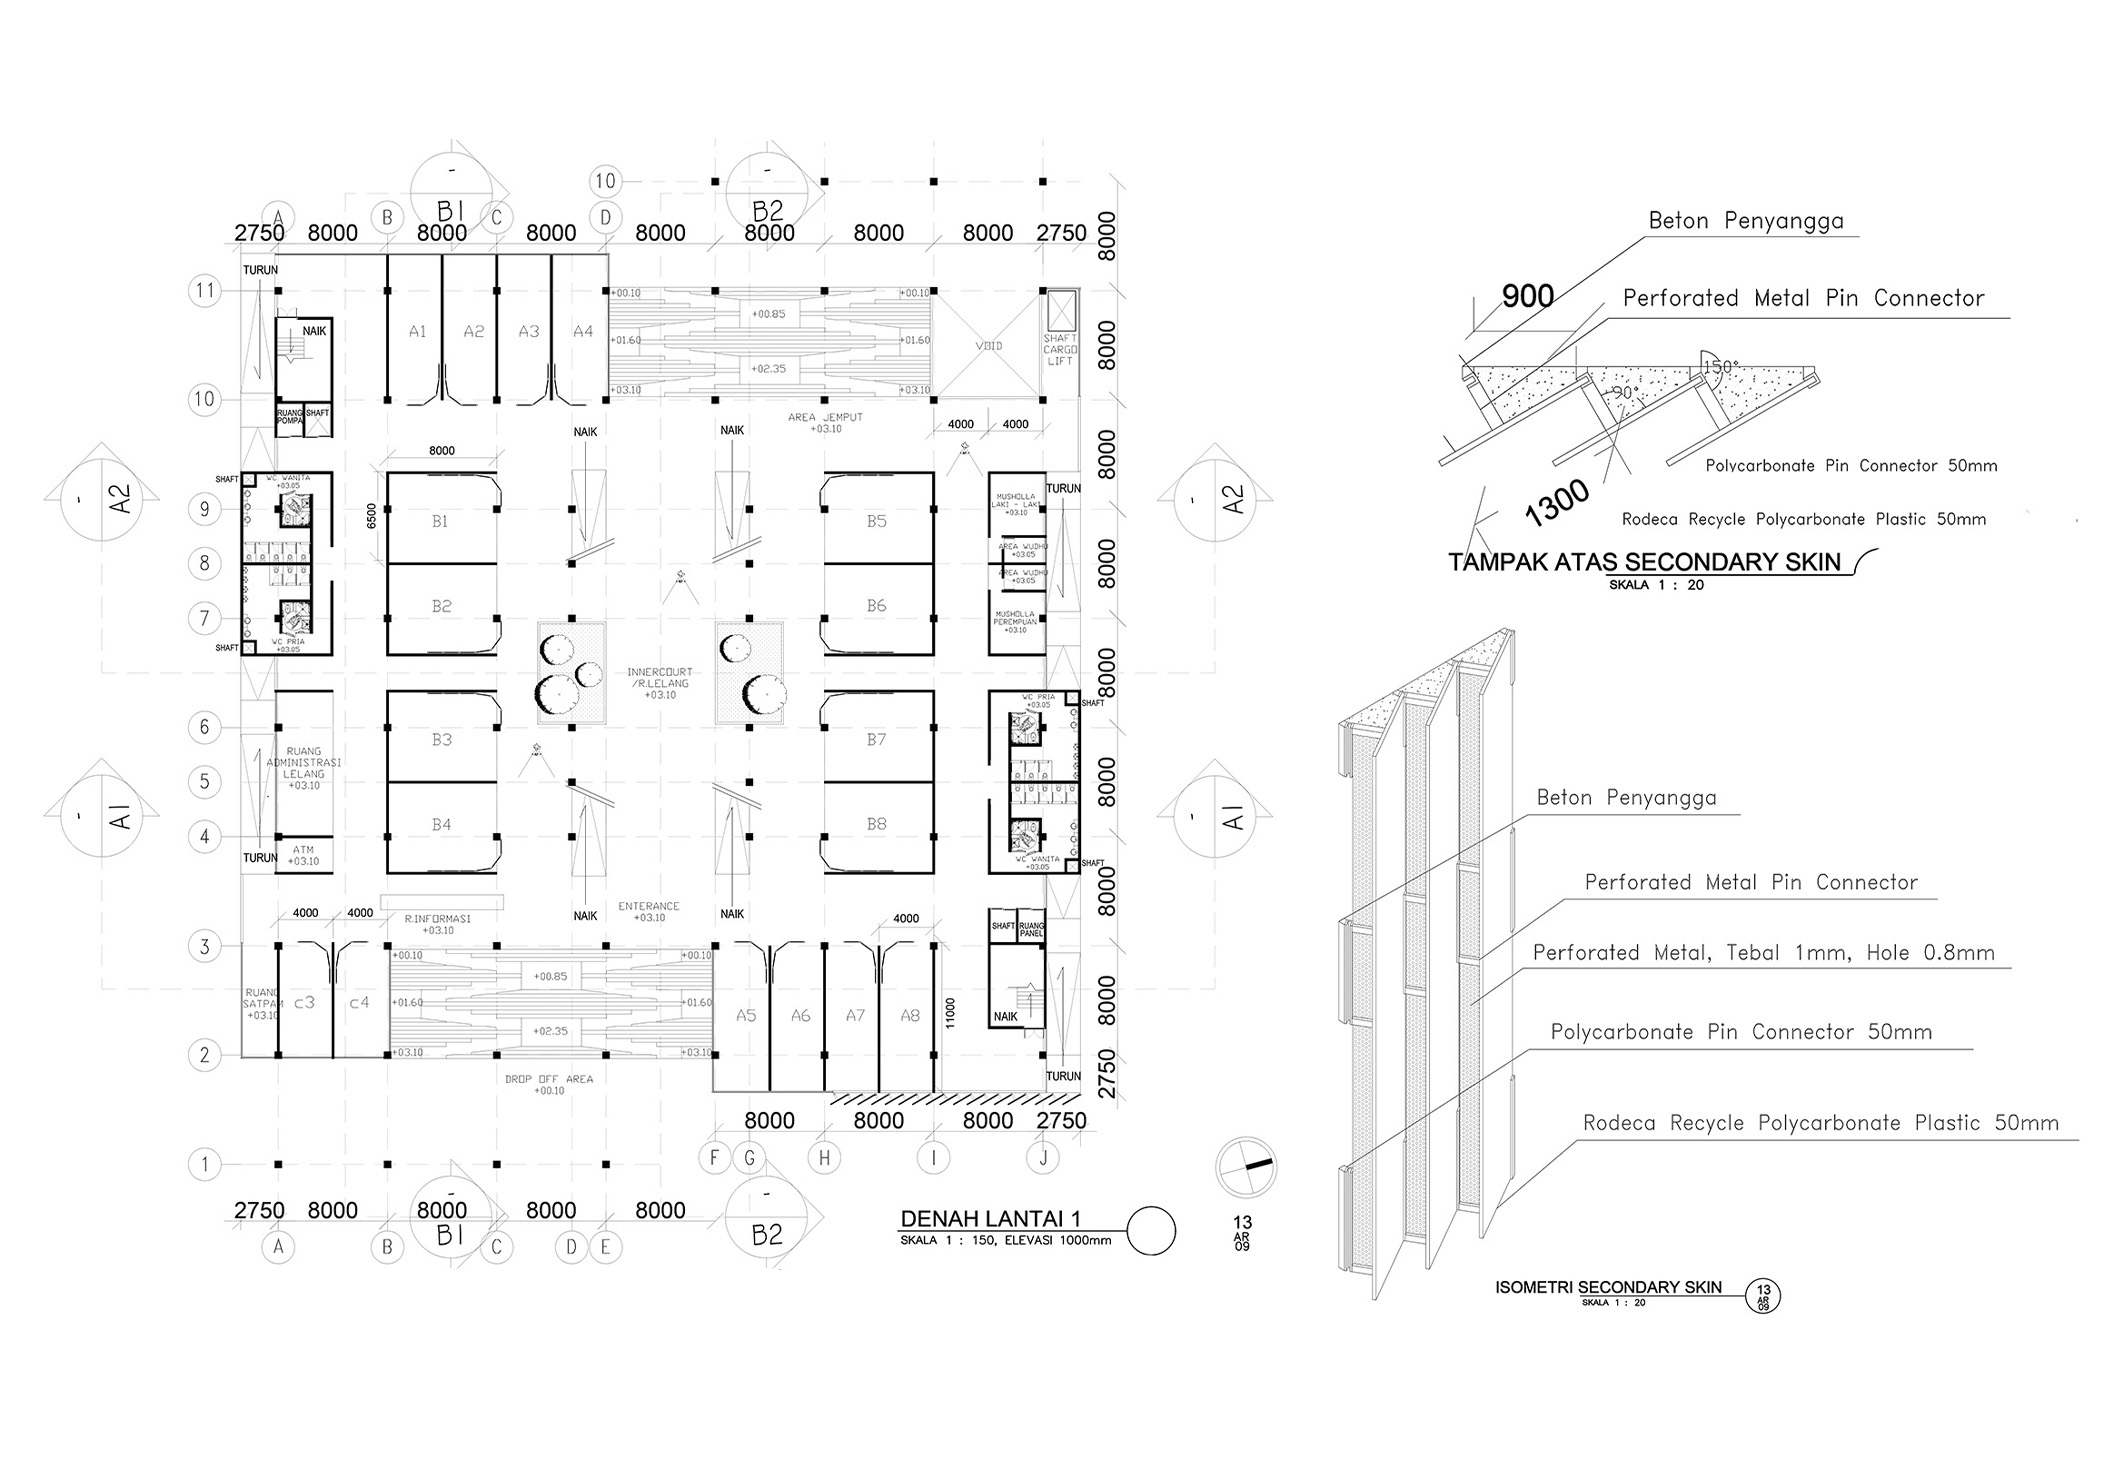 10
B1
B2
A
B
C
D
2750
8000
8000
8000
8000
8000
8000
8000
2750
8000
8000
8000
8000
8000
8000
8000
8000
2750
11
10
9
8
7
6
5
4
3
2
1
TURUN
NAIK
A1
A2
A3
A4
+00.10
+00.85
+00.10
+01.60
+01.60
+02.35
+03.10
+03.10
VOID
SHAFT
CARGO
LIFT
RUANG
POMPA
SHAFT
AREA JEMPUT
+03.10
NAIK
NAIK
4000
4000
8000
6500
A2
A2
SHAFT
WC WANITA
+03.05
B1
B5
MUSHOLLA
LAKI - LAKI
+03.10
TURUN
AREA WUDHU
+03.05
AREA WUDHU
+03.05
B2
B6
MUSHOLLA
PEREMPUAN
+03.10
SHAFT
WC PRIA
+03.05
INNERCOURT
/R.LELANG
+03.10
WC PRIA
+03.05
SHAFT
RUANG
ADMINISTRASI
LELANG
+03.10
B3
B7
A1
A1
B4
B8
TURUN
ATM
+03.10
WC WANITA
+03.05
SHAFT
4000
4000
R.INFORMASI
+03.10
NAIK
ENTERANCE
+03.10
NAIK
4000
SHAFT
RUANG
PANEL
RUANG
SATPAM
+03.10
c3
c4
+00.10
+00.85
+00.10
+01.60
+01.60
+02.35
+03.10
+03.10
A5
A6
A7
A8
11000
NAIK
TURUN
DROP OFF AREA
+00.10
8000
8000
8000
2750
F
G
H
I
J
2750
8000
8000
8000
8000
B1
B2
A
B
C
D
E
DENAH LANTAI 1
SKALA 1 : 150, ELEVASI 1000mm
13
AR
09
Beton Penyangga
900
Perforated Metal Pin Connector
150°
90°
Polycarbonate Pin Connector 50mm
1300
Rodeca Recycle Polycarbonate Plastic 50mm
TAMPAK ATAS SECONDARY SKIN
SKALA 1 : 20
Beton Penyangga
Perforated Metal Pin Connector
Perforated Metal, Tebal 1mm, Hole 0.8mm
Polycarbonate Pin Connector 50mm
Rodeca Recycle Polycarbonate Plastic 50mm
ISOMETRI SECONDARY SKIN
SKALA 1 : 20
13
AR
09